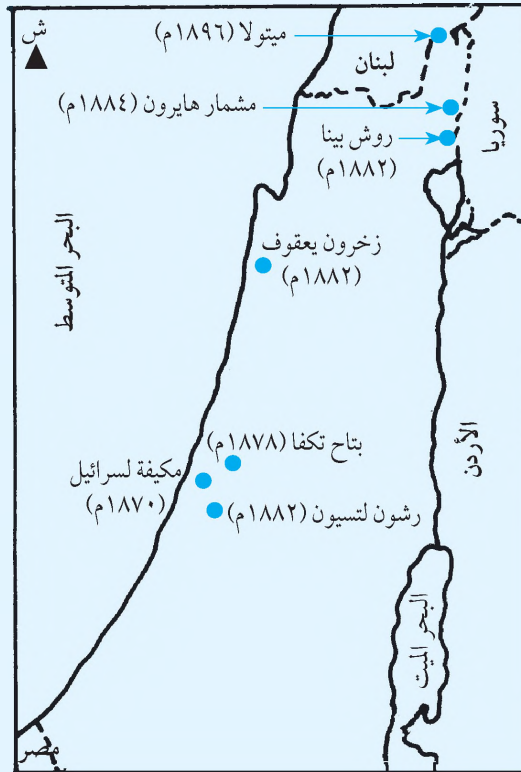 ش
ميتولا (١٨٩٦م)
لبنان
مشمار هايرون (١٨٨٤م)
سوريا
روش بينا
(١٨٨٢م)
البحر المتوسط
زخرون يعقوف
(١٨٨٢م)
بتاح تكفا (١٨٧٨م)
مكيفة لسرائيل
(١٨٧٠م)
رشون لتسيون (١٨٨٢م)
الأردن
البحر الميت
مصر